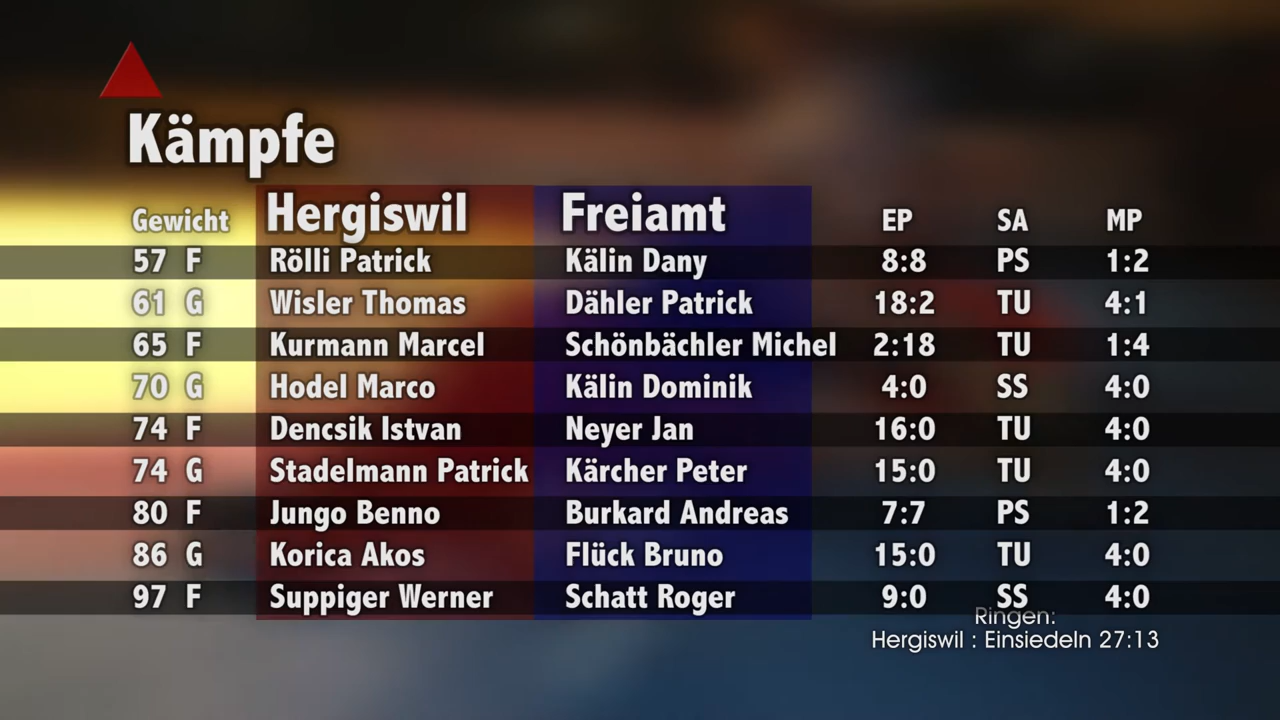 Kämpfe
Gewicht Hergiswil Freiamt EP SA MP
57 F Rölli Patrick Kälin Dany 8:8 PS 1:2
61 G Wisler Thomas Dähler Patrick 18:2 TU 4:1
65 F Kurmann Marcel Schönbächler Michel 2:18 TU 1:4
70 G Hodel Marco Kälin Dominik 4:0 SS 4:0
74 F Dencsik Istvan Neyer Jan 16:0 TU 4:0
74 G Stadelmann Patrick Kärcher Peter 15:0 TU 4:0
80 F Jungo Benno Burkard Andreas 7:7 PS 1:2
86 G Korica Akos Flück Bruno 15:0 TU 4:0
97 F Suppiger Werner Schatt Roger 9:0 SS 4:0
Ringen:
Hergiswil : Einsiedeln 27:13